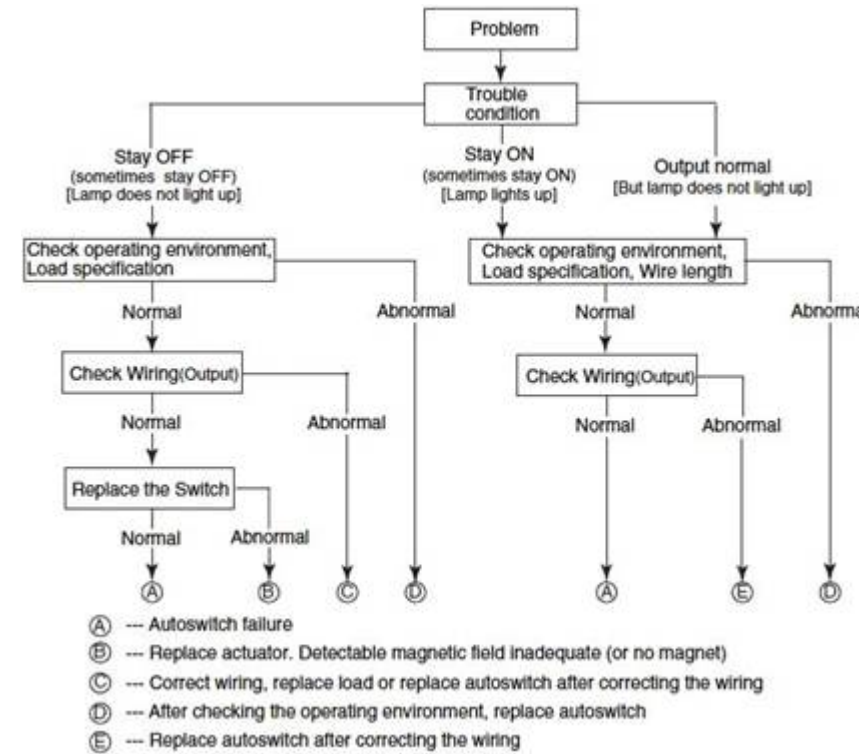 Problem
Trouble
condition
Stay OFF
(sometimes stay OFF)
[Lamp does not light up]
Stay ON
(sometimes stay ON)
[Lamp lights up]
Output normal
[But lamp does not light up]
Check operating environment,
Load specification
Check operating environment,
Load specification, Wire length
Normal
Abnormal
Normal
Abnorma
Check Wiring(Output)
Check Wiring(Output)
Normal
Abnormal
Normal
Abnormal
Replace the Switch
Normal
Abnormal
A
B
C
D
A
E
D
A --- Autoswitch failure
B --- Replace actuator. Detectable magnetic field inadequate (or no magnet)
C --- Correct wiring, replace load or replace autoswitch after correcting the wiring
D --- After checking the operating environment, replace autoswitch
E --- Replace autoswitch after correcting the wiring